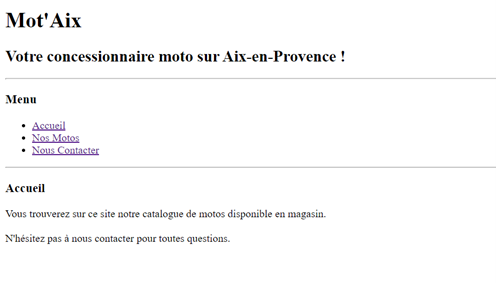 Mot'Aix
Votre concessionnaire moto sur Aix-en-Provence !
Menu
Accueil
Nos Motos
Nous Contacter
Accueil
Vous trouverez sur ce site notre catalogue de motos disponible en magasin.
N'hésitez pas à nous contacter pour toutes questions.